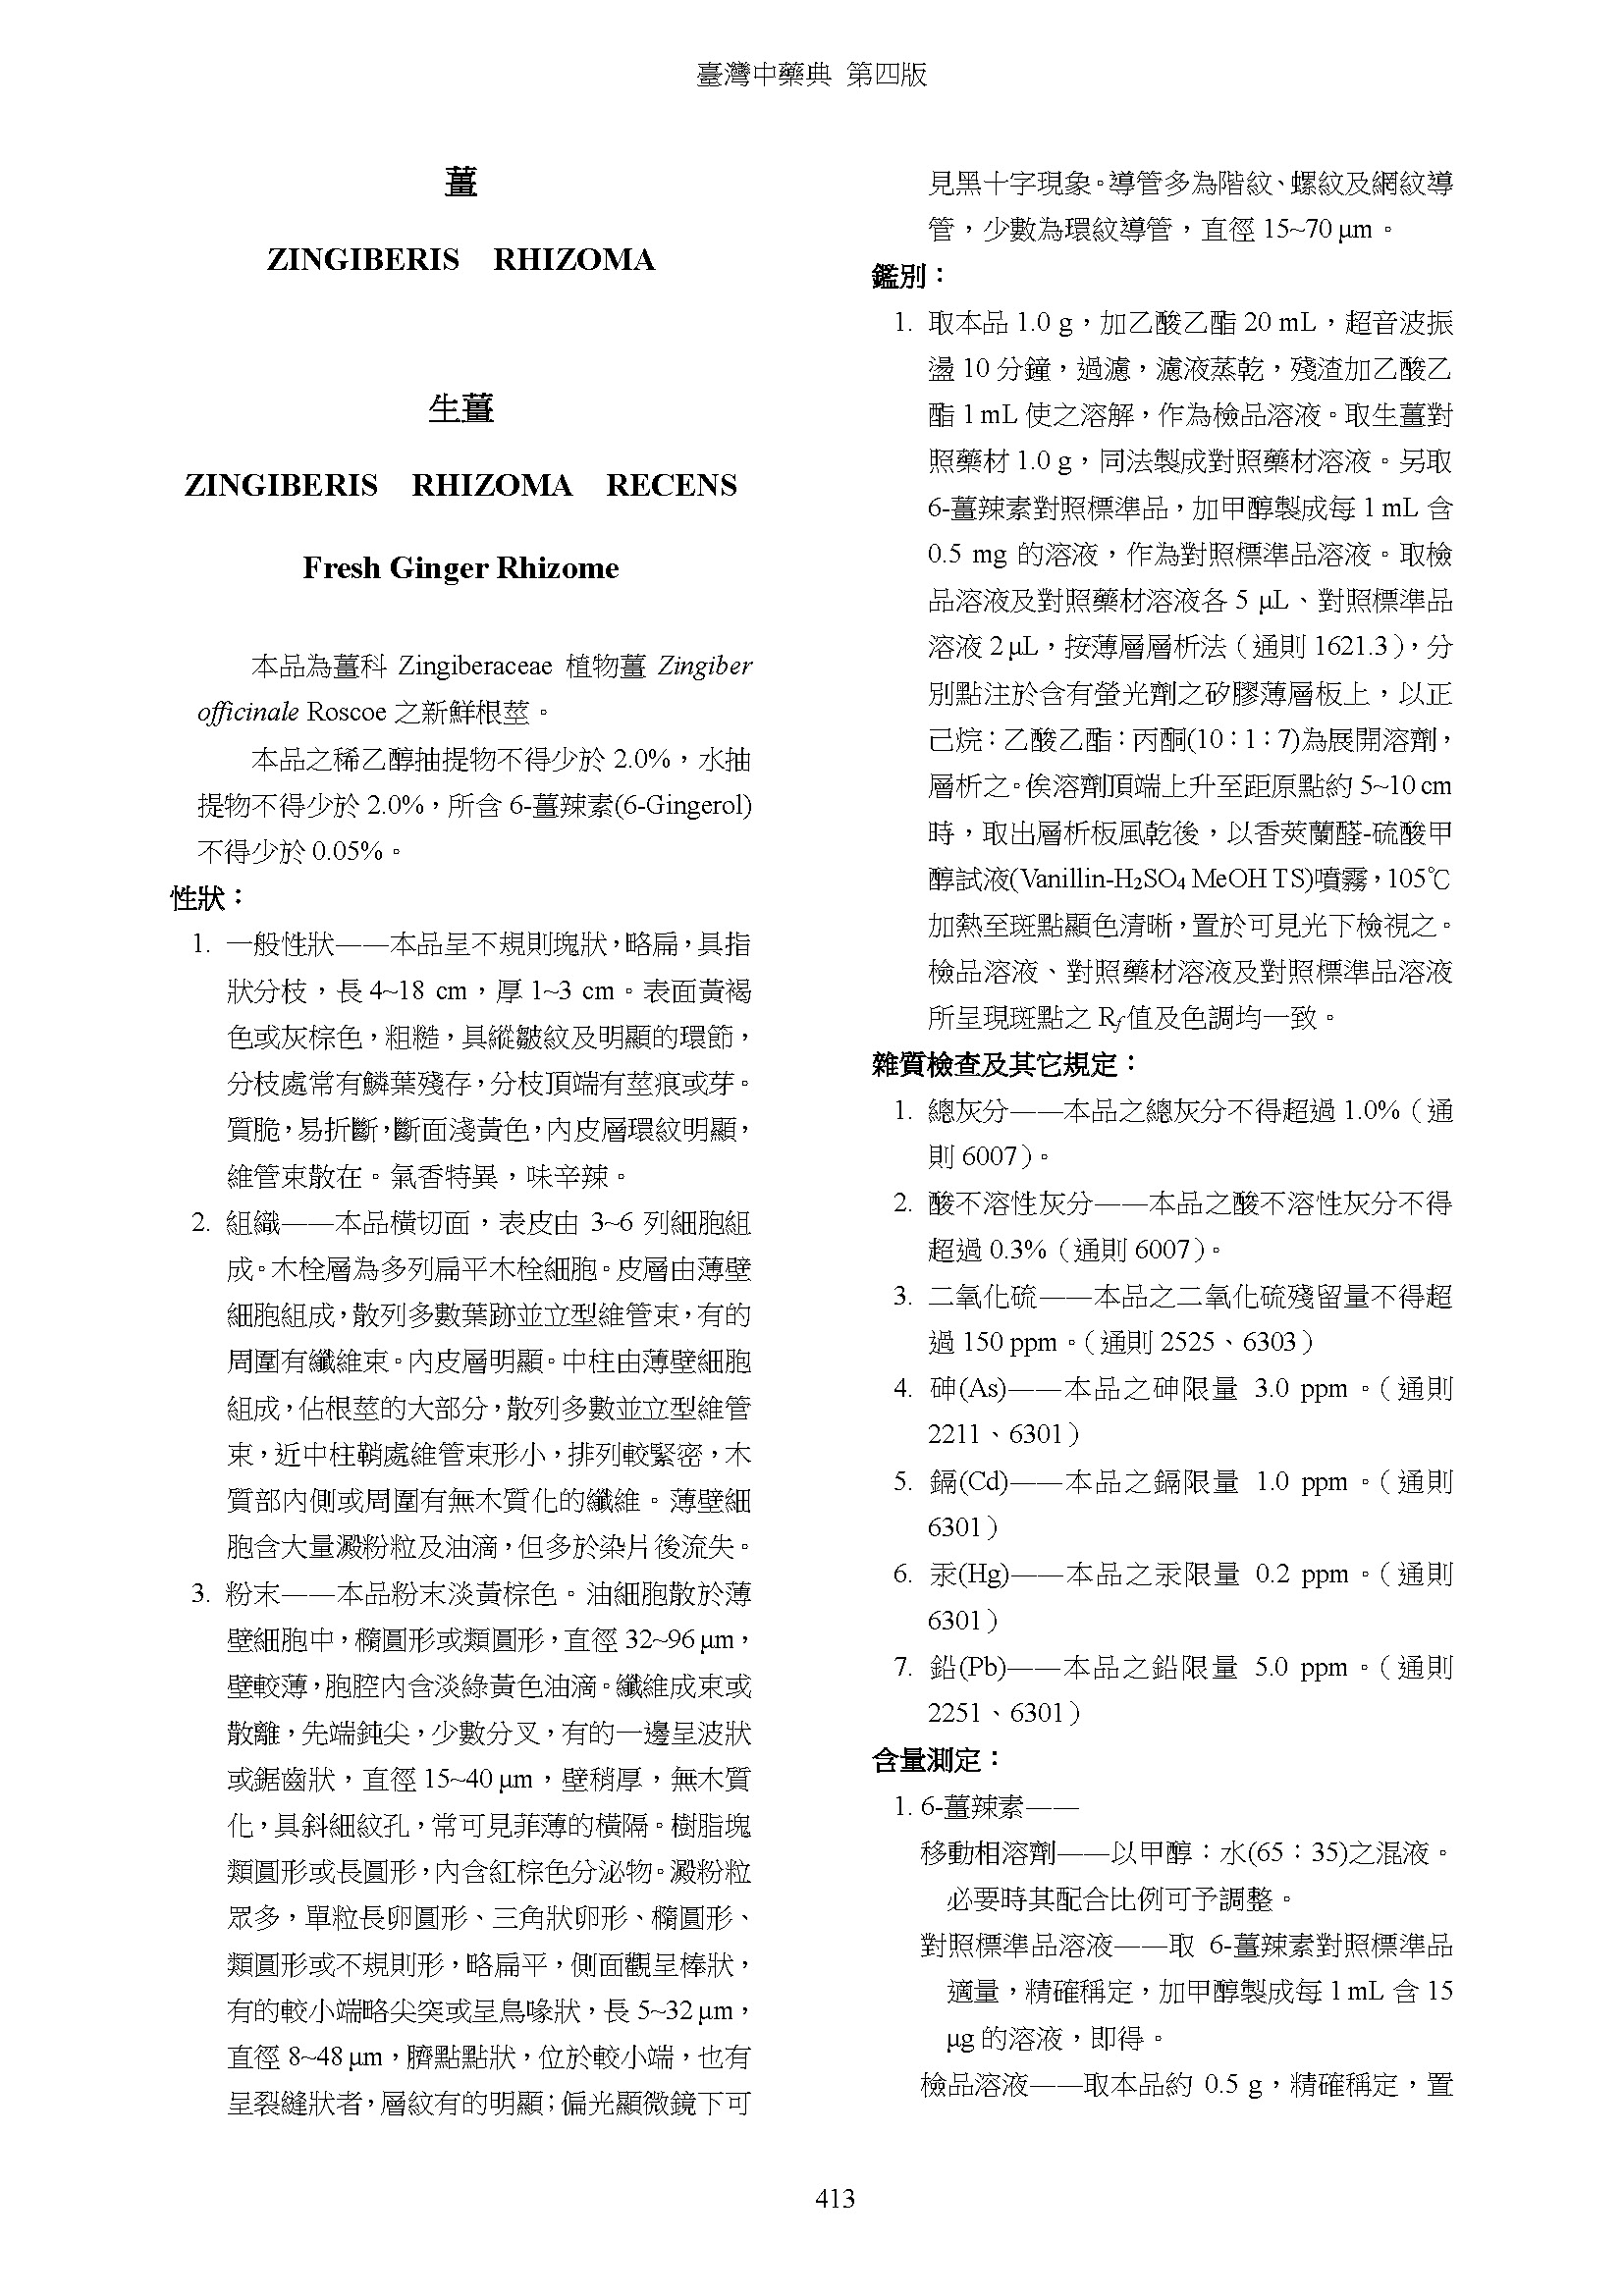 臺灣中藥典 第四版
薑
ZINGIBERIS RHIZOMA
生薑
ZINGIBERIS RHIZOMA RECENS
Fresh Ginger Rhizome
本品為薑科 Zingiberaceae 植物薑 Zingiber
officinale Roscoe 之新鮮根莖。
本品之稀乙醇抽提物不得少於 2.0%,水抽
提物不得少於 2.0%,所含 6-薑辣素(6-Gingerol)
不得少於 0.05%。
性狀:
1. 一般性狀——本品呈不規則塊狀,略扁,具指
狀分枝,長 4~18 cm,厚 1~3 cm。表面黃褐
色或灰棕色,粗糙,具縱皺紋及明顯的環節,
分枝處常有鱗葉殘存,分枝頂端有莖痕或芽。
質脆,易折斷,斷面淺黃色,內皮層環紋明顯,
維管束散在。氣香特異,味辛辣。
2. 組織——本品橫切面,表皮由 3~6 列細胞組
成。木栓層為多列扁平木栓細胞。皮層由薄壁
細胞組成,散列多數葉跡並立型維管束,有的
周圍有纖維束。內皮層明顯。中柱由薄壁細胞
組成,佔根莖的大部分,散列多數並立型維管
束,近中柱鞘處維管束形小,排列較緊密,木
質部內側或周圍有無木質化的纖維。薄壁細
胞含大量澱粉粒及油滴,但多於染片後流失。
3. 粉末——本品粉末淡黃棕色。油細胞散於薄
壁細胞中,橢圓形或類圓形,直徑 32~96 μm,
壁較薄,胞腔內含淡綠黃色油滴。纖維成束或
散離,先端鈍尖,少數分叉,有的一邊呈波狀
或鋸齒狀,直徑 15~40 μm,壁稍厚,無木質
化,具斜細紋孔,常可見菲薄的橫隔。樹脂塊
類圓形或長圓形,內含紅棕色分泌物。澱粉粒
眾多,單粒長卵圓形、三角狀卵形、橢圓形、
類圓形或不規則形,略扁平,側面觀呈棒狀,
有的較小端略尖突或呈鳥喙狀,長 5~32 μm,
直徑 8~48 μm,臍點點狀,位於較小端,也有
呈裂縫狀者,層紋有的明顯;偏光顯微鏡下可
見黑十字現象。導管多為階紋、螺紋及網紋導
管,少數為環紋導管,直徑 15~70 μm。
鑑別:
1. 取本品 1.0 g,加乙酸乙酯 20 mL,超音波振
盪 10 分鐘,過濾,濾液蒸乾,殘渣加乙酸乙
酯 1 mL 使之溶解,作為檢品溶液。取生薑對
照藥材 1.0 g,同法製成對照藥材溶液。另取
6-薑辣素對照標準品,加甲醇製成每 1 mL 含
0.5 mg 的溶液,作為對照標準品溶液。取檢
品溶液及對照藥材溶液各 5 μL、對照標準品
溶液 2 μL,按薄層層析法(通則 1621.3),分
別點注於含有螢光劑之矽膠薄層板上,以正
己烷:乙酸乙酯:丙酮(10:1:7)為展開溶劑,
層析之。俟溶劑頂端上升至距原點約 5~10 cm
時,取出層析板風乾後,以香莢蘭醛-硫酸甲
醇試液(Vanillin-H₂SO₄ MeOH TS)噴霧,105℃
加熱至斑點顯色清晰,置於可見光下檢視之。
檢品溶液、對照藥材溶液及對照標準品溶液
所呈現斑點之 Rf 值及色調均一致。
雜質檢查及其它規定:
1. 總灰分——本品之總灰分不得超過 1.0%(通
則 6007)。
2. 酸不溶性灰分——本品之酸不溶性灰分不得
超過 0.3%(通則 6007)。
3. 二氧化硫——本品之二氧化硫殘留量不得超
過 150 ppm。(通則 2525、6303)
4. 砷(As)——本品之砷限量 3.0 ppm。(通則
2211、6301)
5. 鎘(Cd)——本品之鎘限量 1.0 ppm。(通則
6301)
6. 汞(Hg)——本品之汞限量 0.2 ppm。(通則
6301)
7. 鉛(Pb)——本品之鉛限量 5.0 ppm。(通則
2251、6301)
含量測定:
1. 6-薑辣素——
移動相溶劑——以甲醇:水(65:35)之混液。
必要時其配合比例可予調整。
對照標準品溶液——取 6-薑辣素對照標準品
適量,精確稱定,加甲醇製成每 1 mL 含 15
μg 的溶液,即得。
檢品溶液——取本品約 0.5 g,精確稱定,置
413